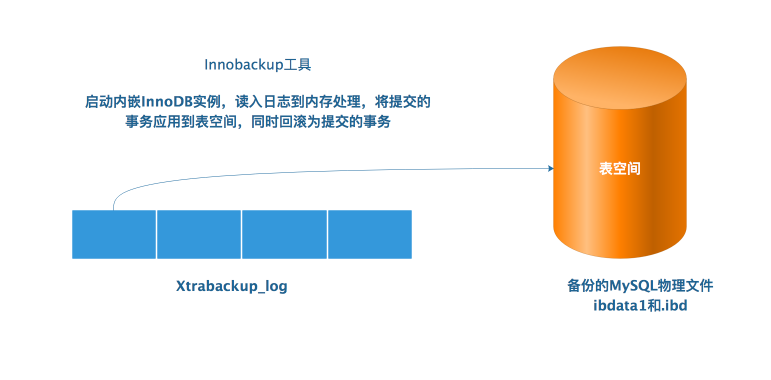 Innobackup工具
启动内嵌InnoDB实例，读入日志到内存处理，将提交的
事务应用到表空间，同时回滚为提交的事务
表空间
Xtrabackup_log
备份的MySQL物理文件
ibdata1和.ibd